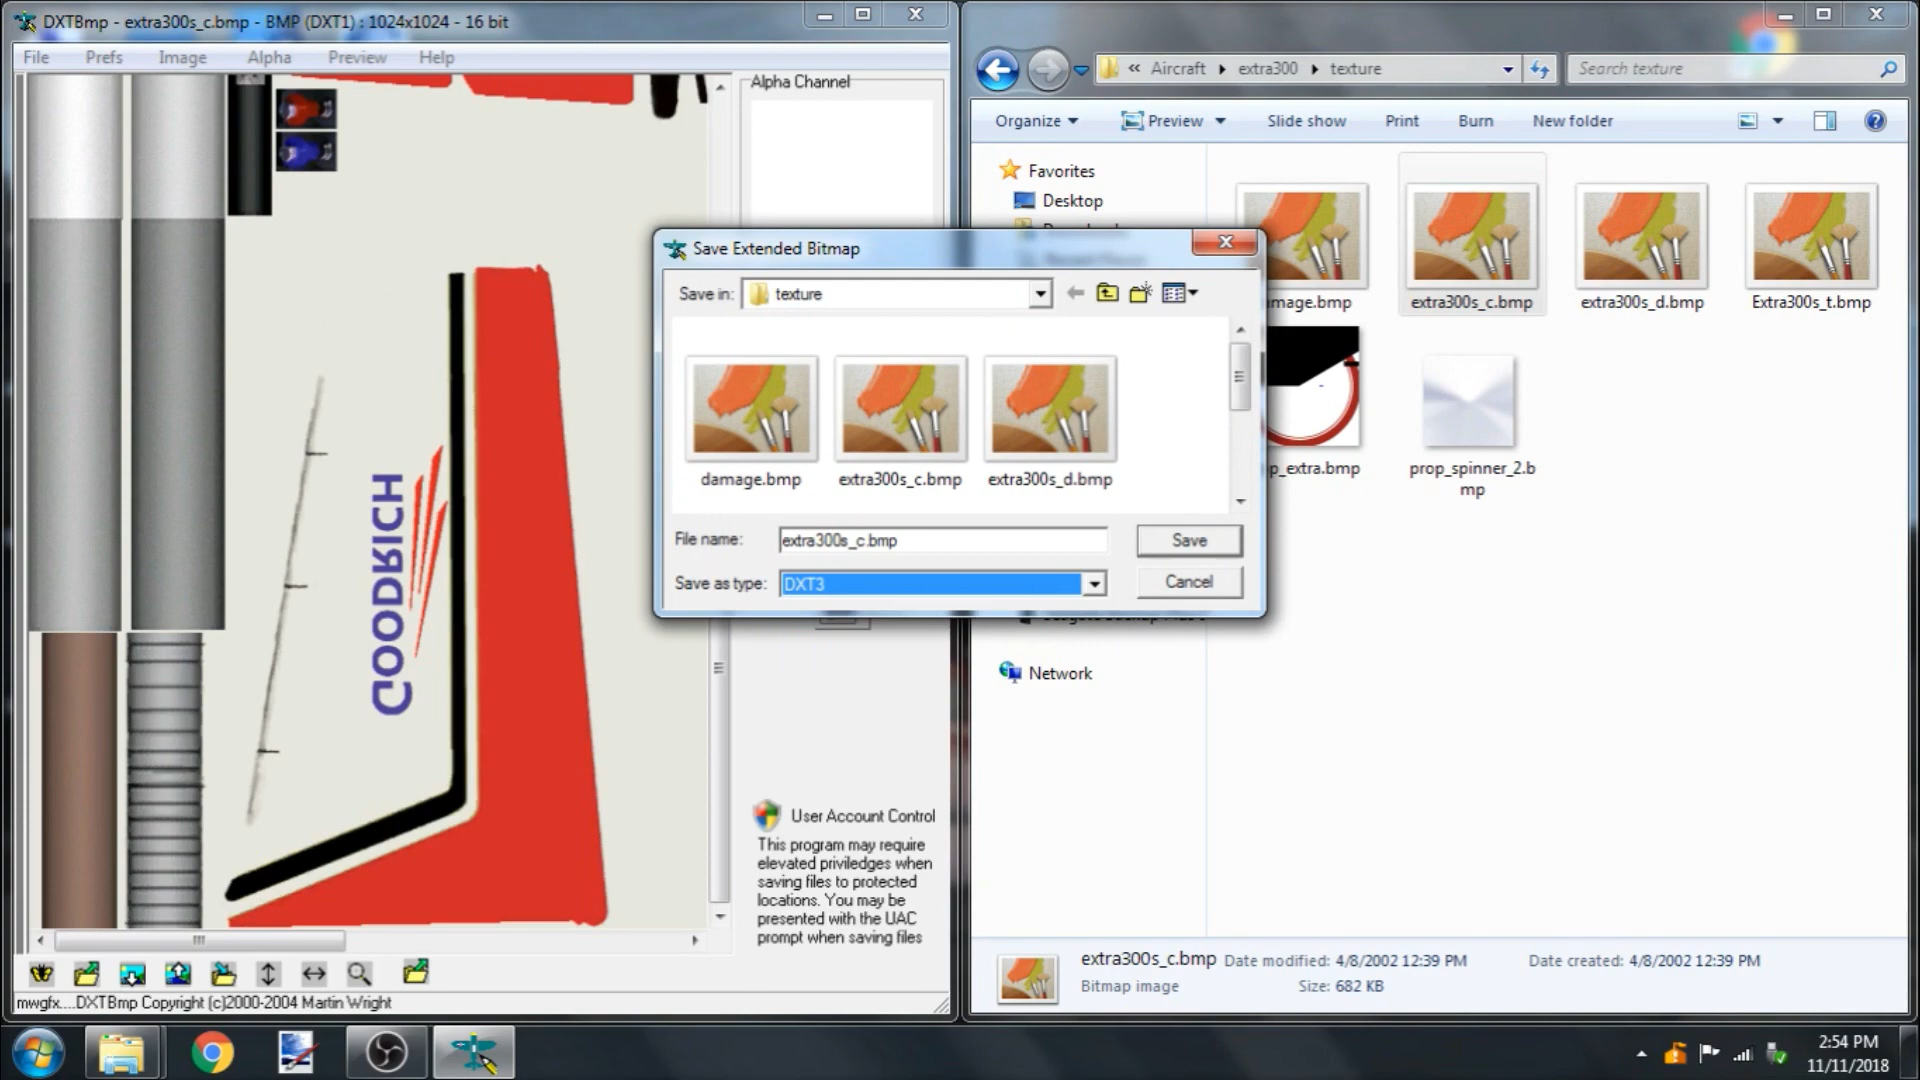 DXTBmp - extra300s_c.bmp - BMP (DXT1) : 1024x1024 - 16 bit
File Prefs Image Alpha Preview Help
Alpha Channel
GOODRICH
User Account Control
This program may require
elevated priviledges when
saving files to protected
locations. You may be
presented with the UAC
prompt when saving files
mwgfx....DXTBmp Copyright (c)2000-2004 Martin Wright
Save Extended Bitmap
Save in: texture
damage.bmp extra300s_c.bmp extra300s_d.bmp
File name: extra300s_c.bmp Save
Save as type: DXT3 Cancel
« Aircraft extra300 texture Search texture
Organize Preview Slide show Print Burn New folder
Favorites
Desktop
Network
mage.bmp extra300s_c.bmp extra300s_d.bmp Extra300s_t.bmp
p_extra.bmp prop_spinner_2.b
mp
extra300s_c.bmp Date modified: 4/8/2002 12:39 PM Date created: 4/8/2002 12:39 PM
Bitmap image Size: 682 KB
2:54 PM
11/11/2018